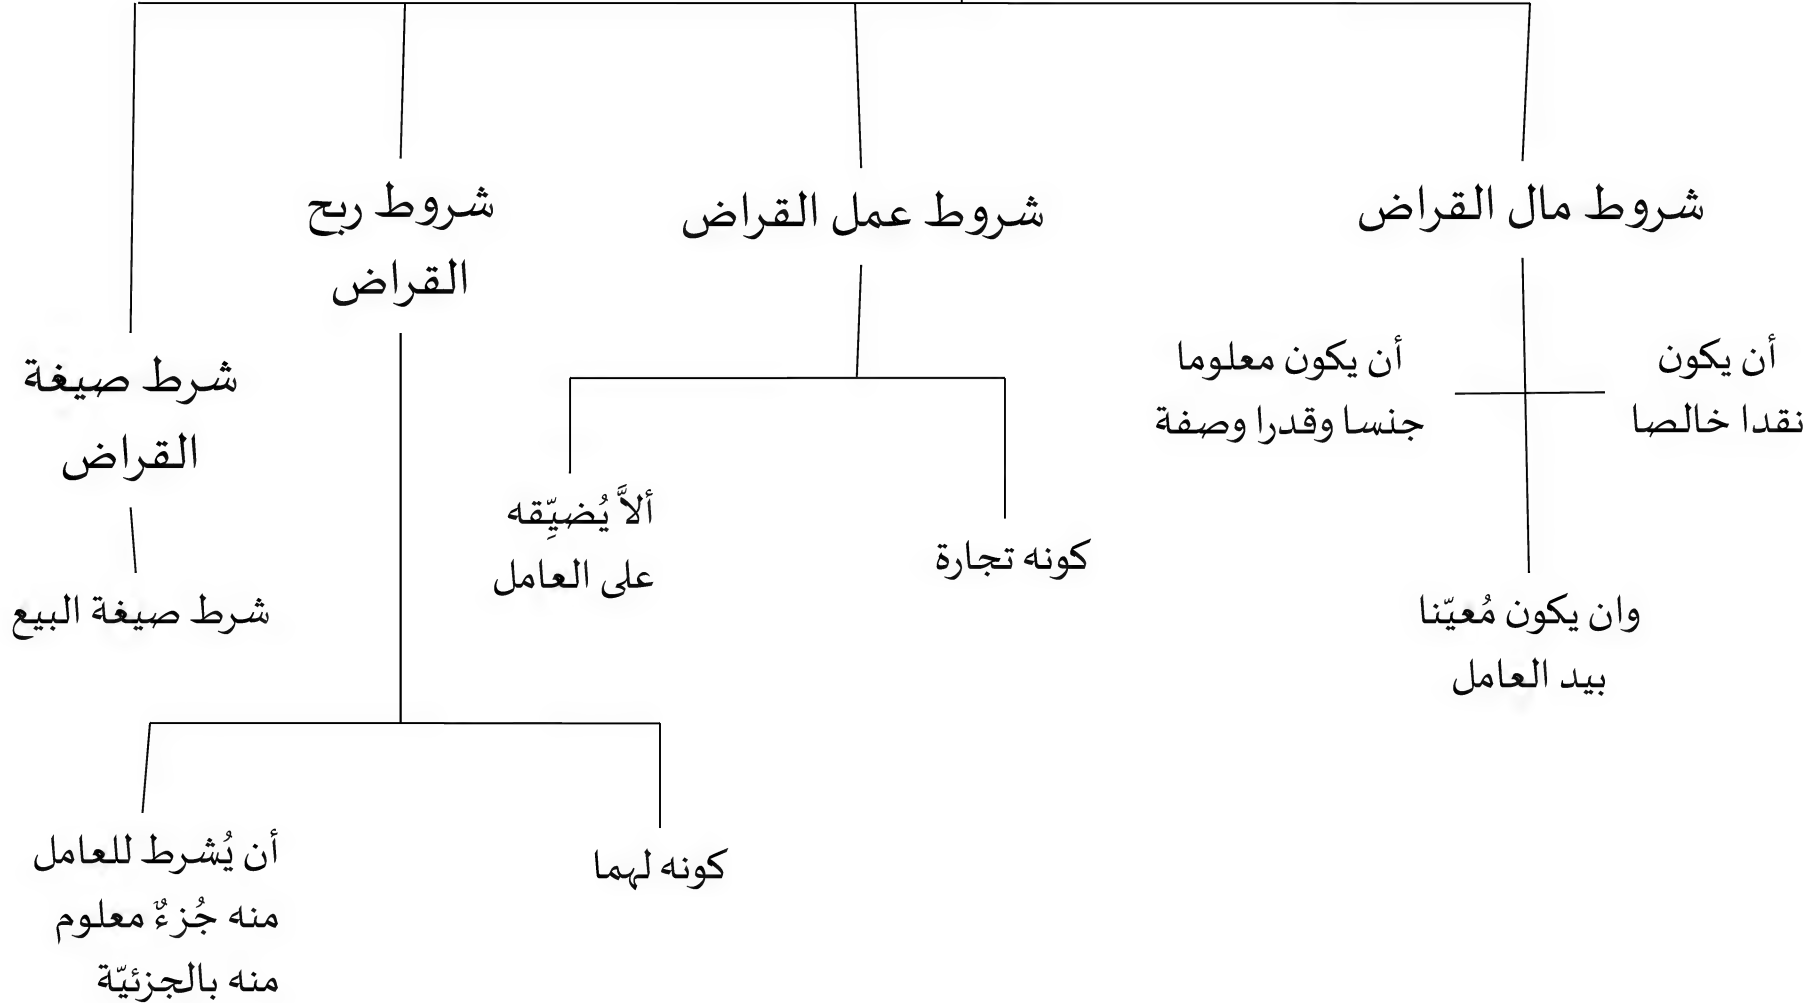 شروط مال القراض
أن يكون
نقدا خالصا
أن يكون معلوما
جنسا وقدرا وصفة
وان يكون مُعيّنا
بيد العامل
شروط عمل القراض
كونه تجارة
ألاَّ يُضيِّقه
على العامل
شروط ربح
القراض
كونه لهما
أن يُشرط للعامل
منه جُزءٌ معلوم
منه بالجزئيّة
شرط صيغة
القراض
شرط صيغة البيع